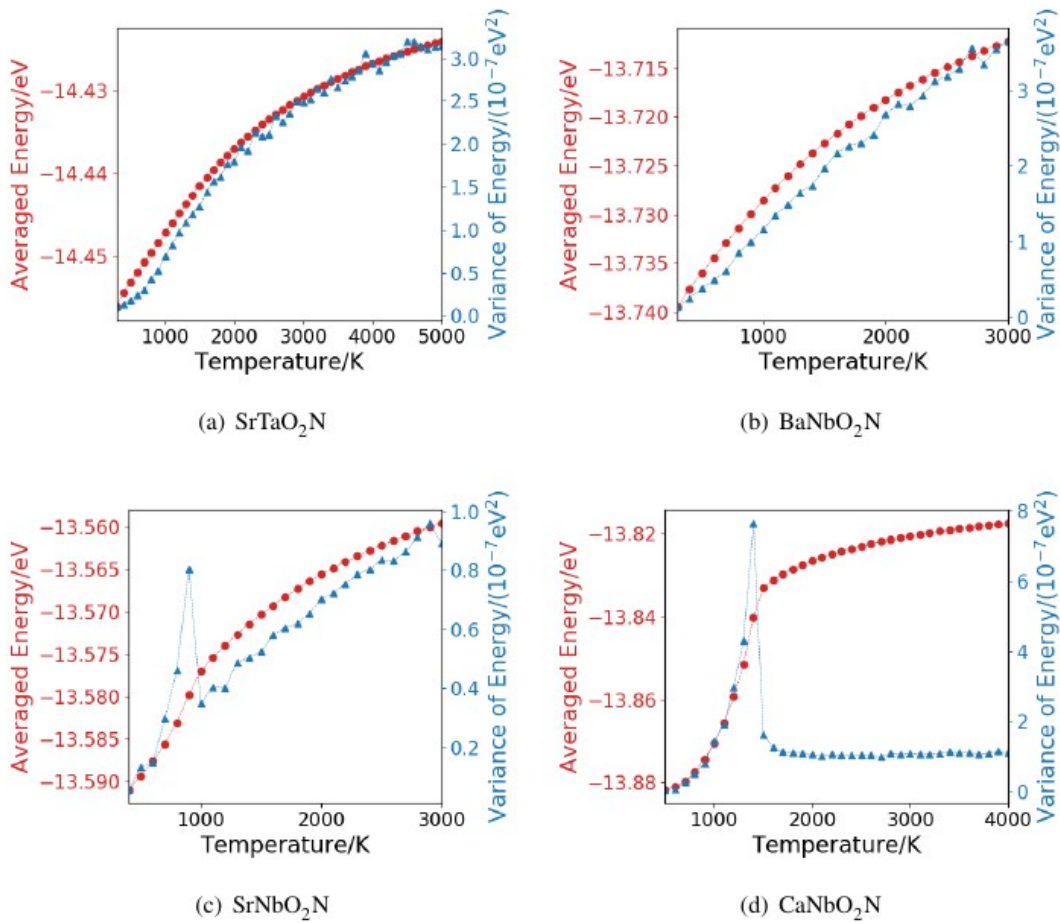 Averaged Energy/eV
−14.43
−14.44
−14.45
3.0
2.5
2.0
1.5
1.0
0.5
0.0
Variance of Energy/(10⁻⁷eV²)
1000 2000 3000 4000 5000
Temperature/K
(a) SrTaO₂N
Averaged Energy/eV
−13.715
−13.720
−13.725
−13.730
−13.735
−13.740
3
2
1
0
Variance of Energy/(10⁻⁷eV²)
1000 2000 3000
Temperature/K
(b) BaNbO₂N
Averaged Energy/eV
−13.560
−13.565
−13.570
−13.575
−13.580
−13.585
−13.590
1.0
0.8
0.6
0.4
0.2
Variance of Energy/(10⁻⁷eV²)
1000 2000 3000
Temperature/K
(c) SrNbO₂N
Averaged Energy/eV
−13.82
−13.84
−13.86
−13.88
8
6
4
2
0
Variance of Energy/(10⁻⁷eV²)
1000 2000 3000 4000
Temperature/K
(d) CaNbO₂N